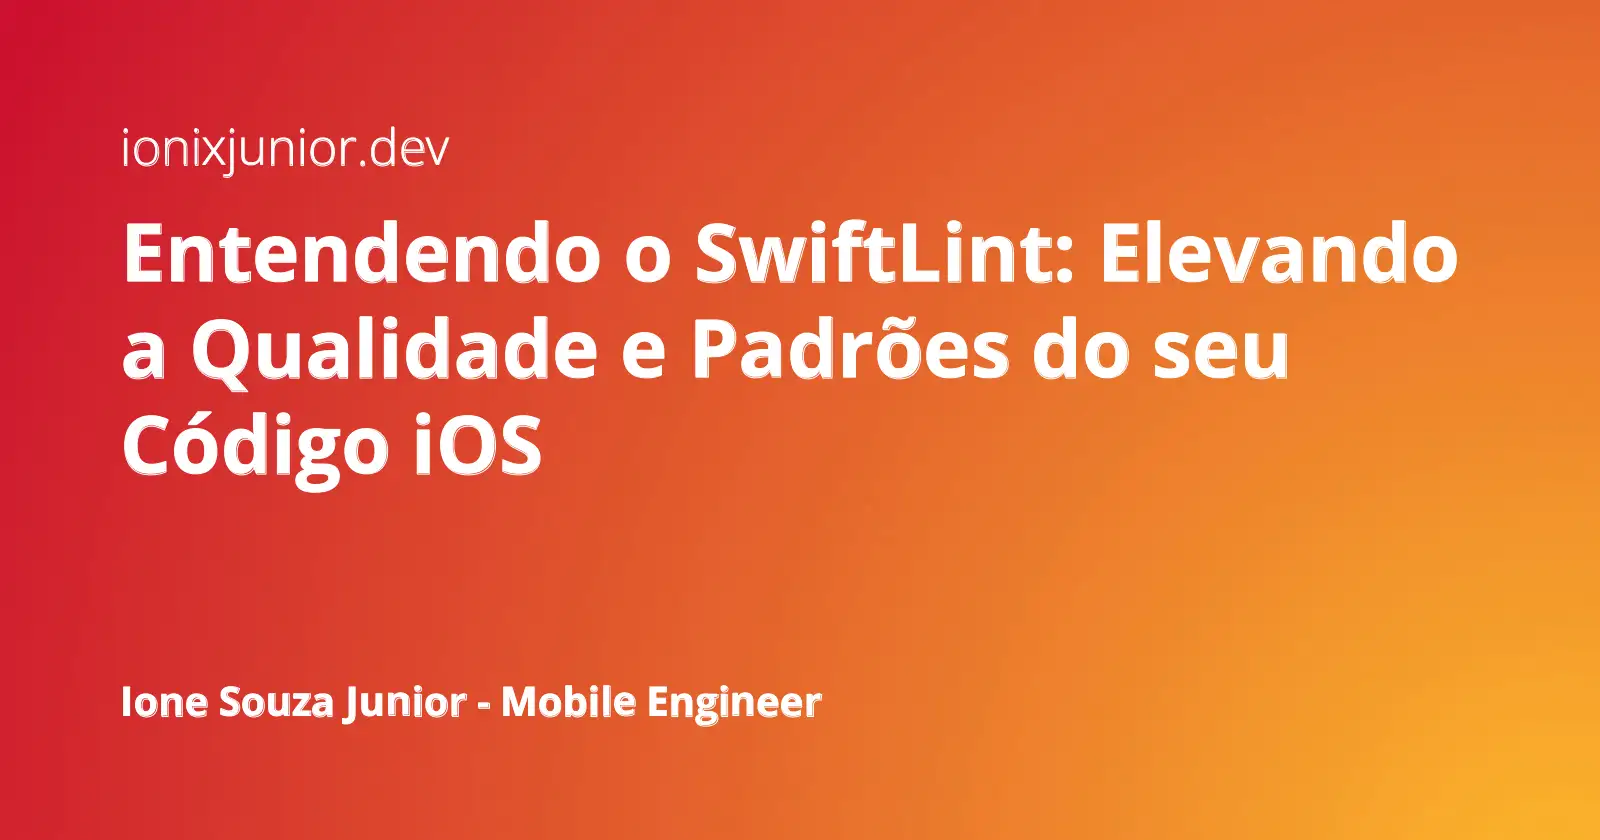 ionixjunior.dev
Entendendo o SwiftLint: Elevando
a Qualidade e Padrões do seu
Código iOS
Ione Souza Junior - Mobile Engineer